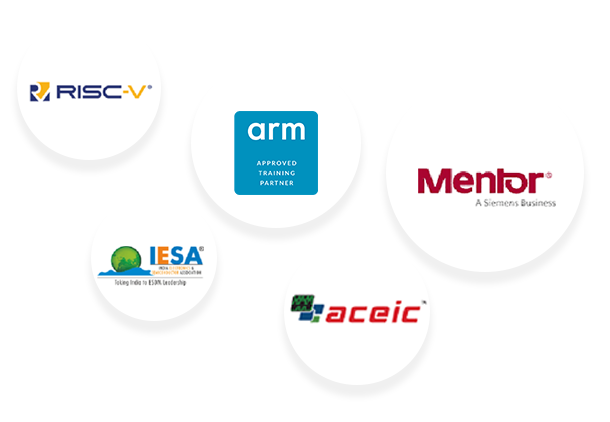 RISC-V®
arm
APPROVED
TRAINING
PARTNER
Mentor®
A Siemens Business
IESA
INDIA ELECTRONICS &
SEMICONDUCTOR ASSOCIATION
Taking India to ESDM Leadership
aceic™